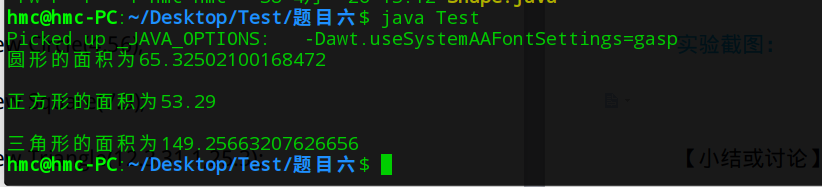 hmc@hmc-PC:~/Desktop/Test/题目六$ java Test
Picked up _JAVA_OPTIONS:   -Dawt.useSystemAAFontSettings=gasp
实验截图:
圆形的面积为65.32502100168472
正方形的面积为53.29
三角形的面积为149.25663207626656
【小结或讨论】
hmc@hmc-PC:~/Desktop/Test/题目六$